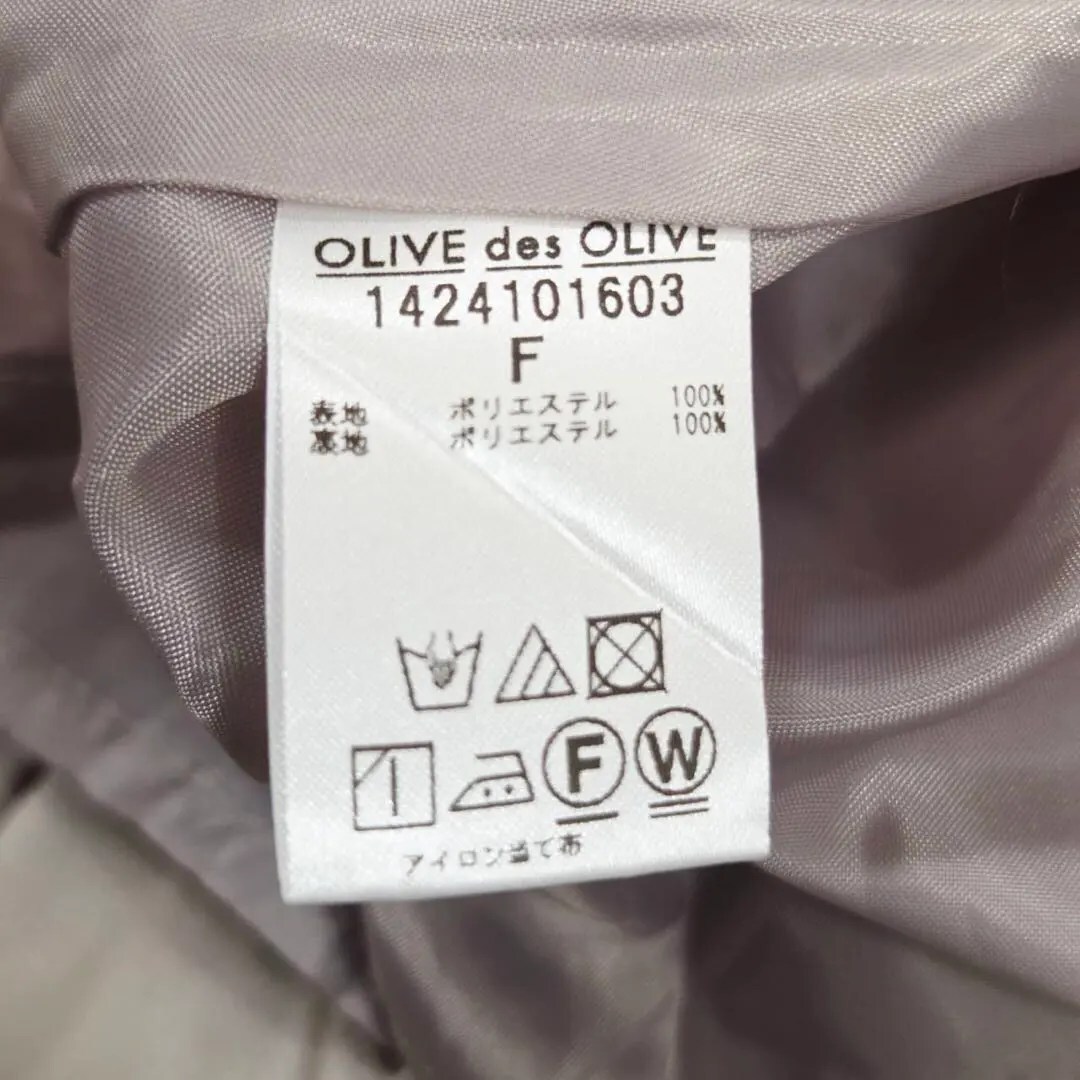 OLIVE des OLIVE
1424101603
F
表地 ポリエステル 100%
裏地 ポリエステル 100%
F W
アイロン当て布